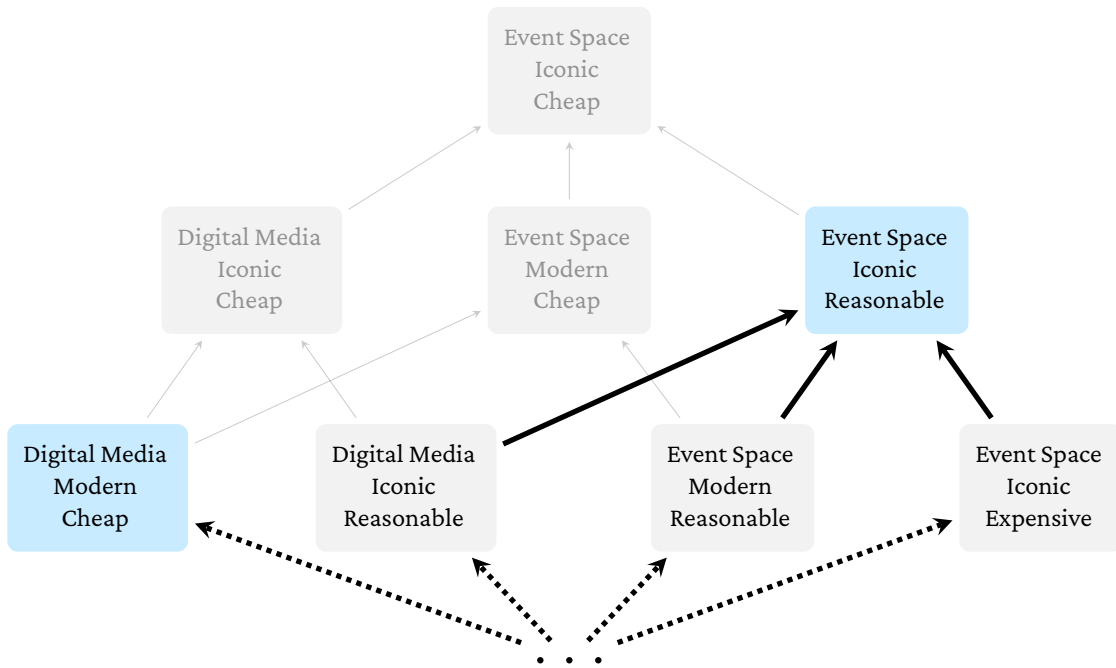 Event Space
Iconic
Cheap
Digital Media
Iconic
Cheap
Event Space
Modern
Cheap
Event Space
Iconic
Reasonable
Digital Media
Modern
Cheap
Digital Media
Iconic
Reasonable
Event Space
Modern
Reasonable
Event Space
Iconic
Expensive
. . .